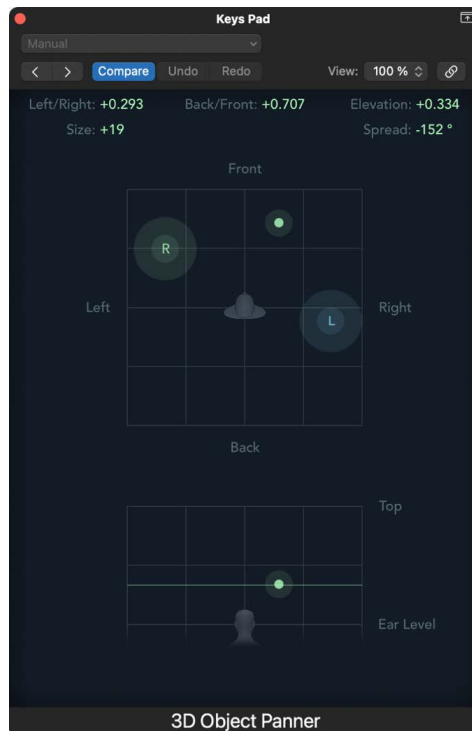 Keys Pad
Manual
Compare Undo Redo View: 100 %
Left/Right: +0.293 Back/Front: +0.707 Elevation: +0.334
Size: +19 Spread: -152 °
Front
R
Left Right
L
Back
Top
Ear Level
3D Object Panner